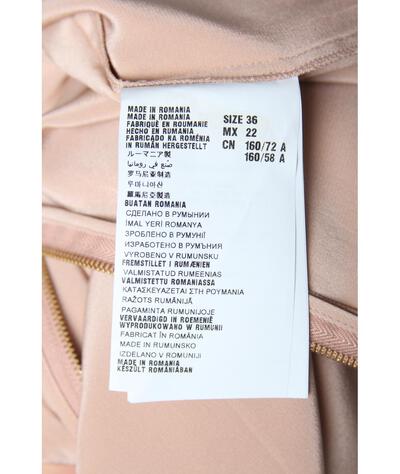 MADE IN ROMANIA
MADE IN ROMANIA
FABRIQUÉ EN ROUMANIE
HECHO EN RUMANIA
FABRICADO NA ROMÉNIA
IN RUMÄN HERGESTELLT
ルーマニア製
صنع في رومانيا
罗马尼亚制造
루마니아산
羅馬尼亞製造
BUATAN ROMANIA
СДЕЛАНО В РУМЫНИИ
IMAL YERİ ROMANYA
ЗРОБЛЕНО В РУМУНІЇ
ИЗРАБОТЕНО В РУМЪНИЯ
VYROBENO V RUMUNSKU
FREMSTILLET I RUMÆNIEN
VALMISTATUD RUMEENIAS
VALMISTETTU ROMANIASSA
ΚΑΤΑΣΚΕΥΑΖΕΤΑΙ ΣΤΗ ΡΟΥΜΑΝΙΑ
RAŽOTS RUMĀNIJĀ
PAGAMINTA RUMUNIJOJE
VERVAARDIGD IN ROEMENIË
WYPRODUKOWANO W RUMUNII
FABRICAT ÎN ROMÂNIA
MADE IN RUMUNSKO
IZDELANO V ROMUNIJI
MADE IN ROMANIA
KÉSZÜLT ROMÁNIÁBAN
SIZE 36
MX 22
CN 160/72 A
160/58 A